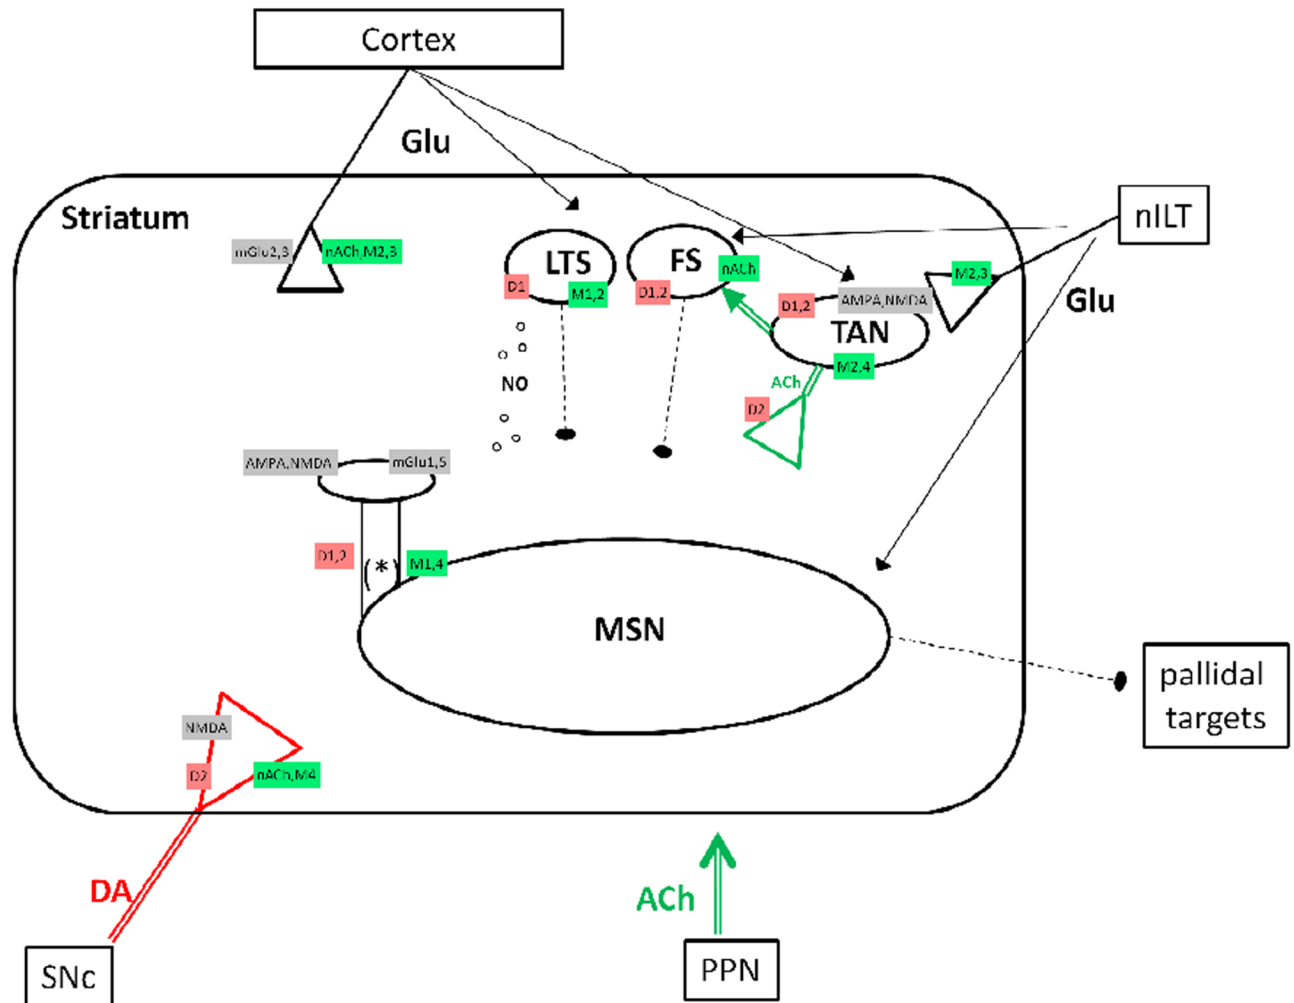 Cortex
Glu
Striatum
nILT
mGlu2,3
nACh,M2,3
LTS
FS
nACh
M2,3
D1
M1,2
D1,2
D1,2
AMPA,NMDA
Glu
TAN
M2,4
NO
ACh
D2
AMPA,NMDA
mGlu1,5
D1,2
(*)
M1,4
MSN
pallidal
targets
NMDA
D2
nACh,M4
DA
ACh
SNc
PPN